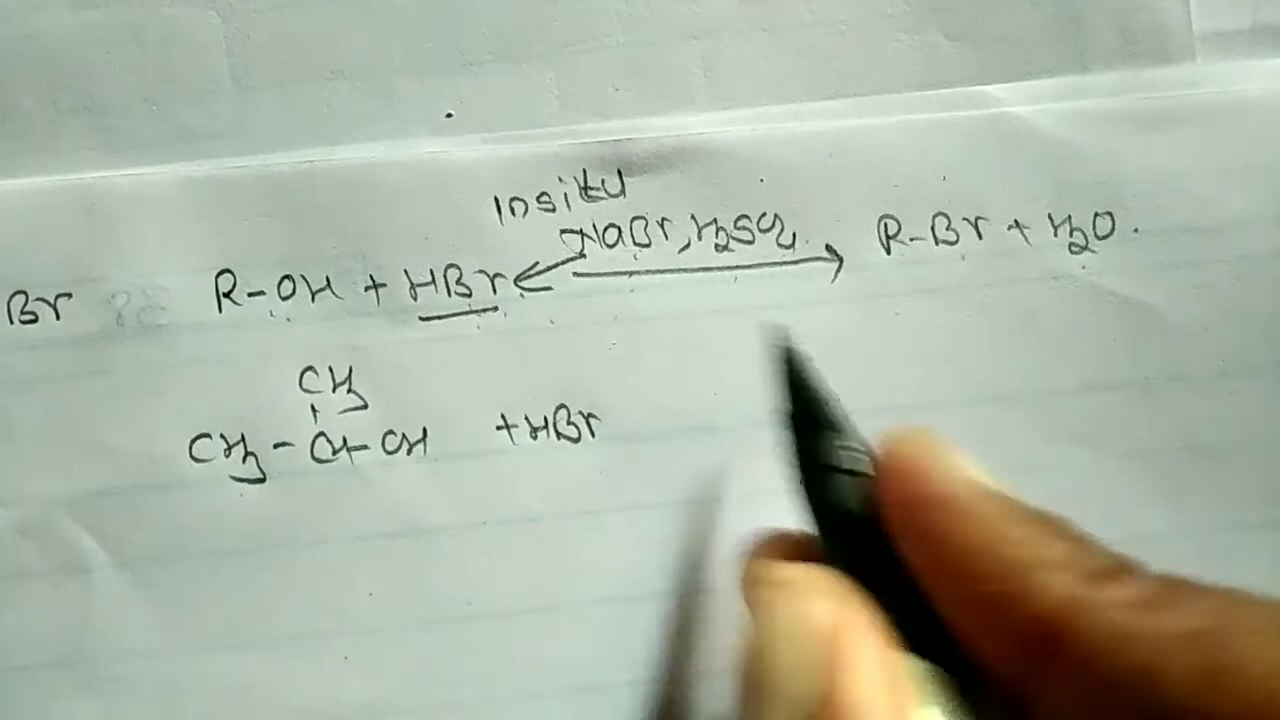 Insitu
NaBr, H2SO4
Br R-OH + HBr R-Br + H2O.
CH3
CH3 - CH - OH + HBr